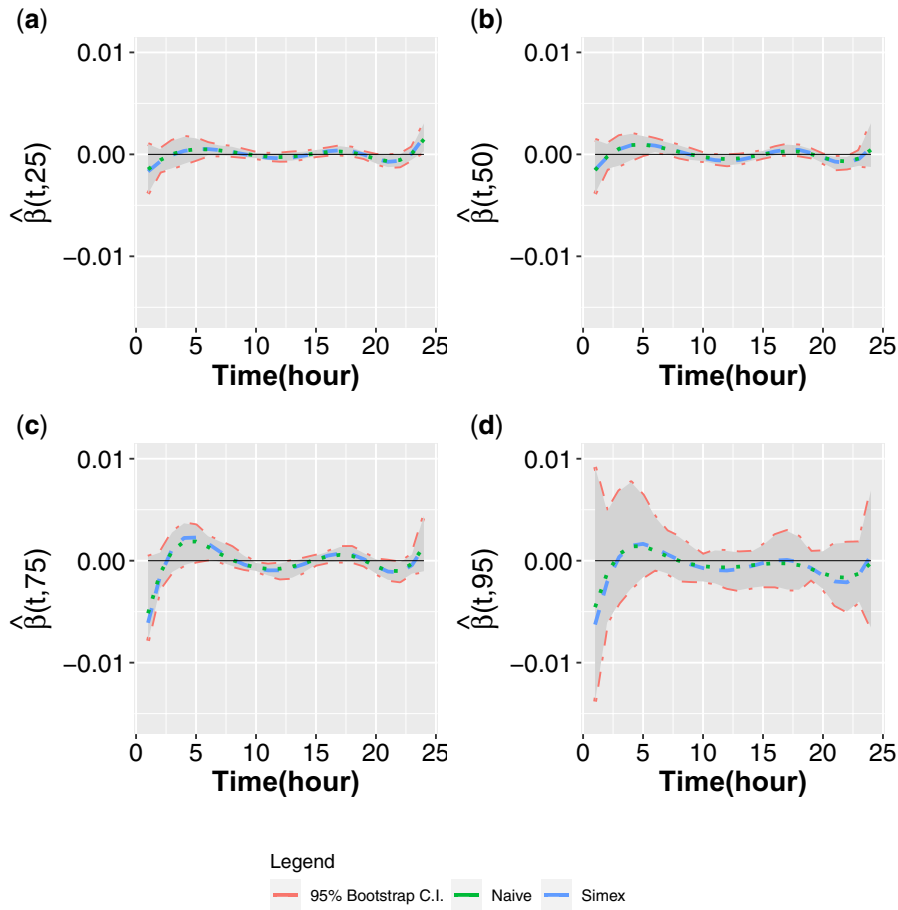 (a)
0.01
0.00
−0.01
β̂(t,25)
0 5 10 15 20 25
Time(hour)
(b)
0.01
0.00
−0.01
β̂(t,50)
0 5 10 15 20 25
Time(hour)
(c)
0.01
0.00
−0.01
β̂(t,75)
0 5 10 15 20 25
Time(hour)
(d)
0.01
0.00
−0.01
β̂(t,95)
0 5 10 15 20 25
Time(hour)
Legend
95% Bootstrap C.I. Naive Simex